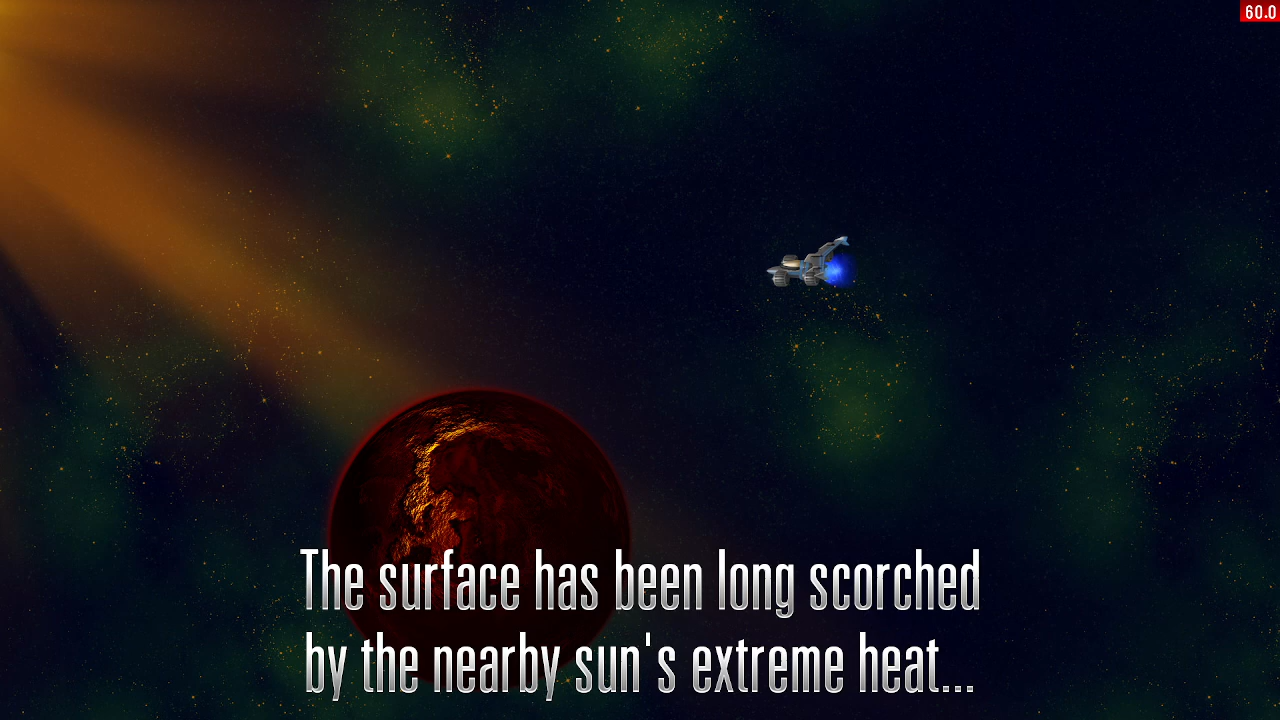 60.0
The surface has been long scorched
by the nearby sun's extreme heat...